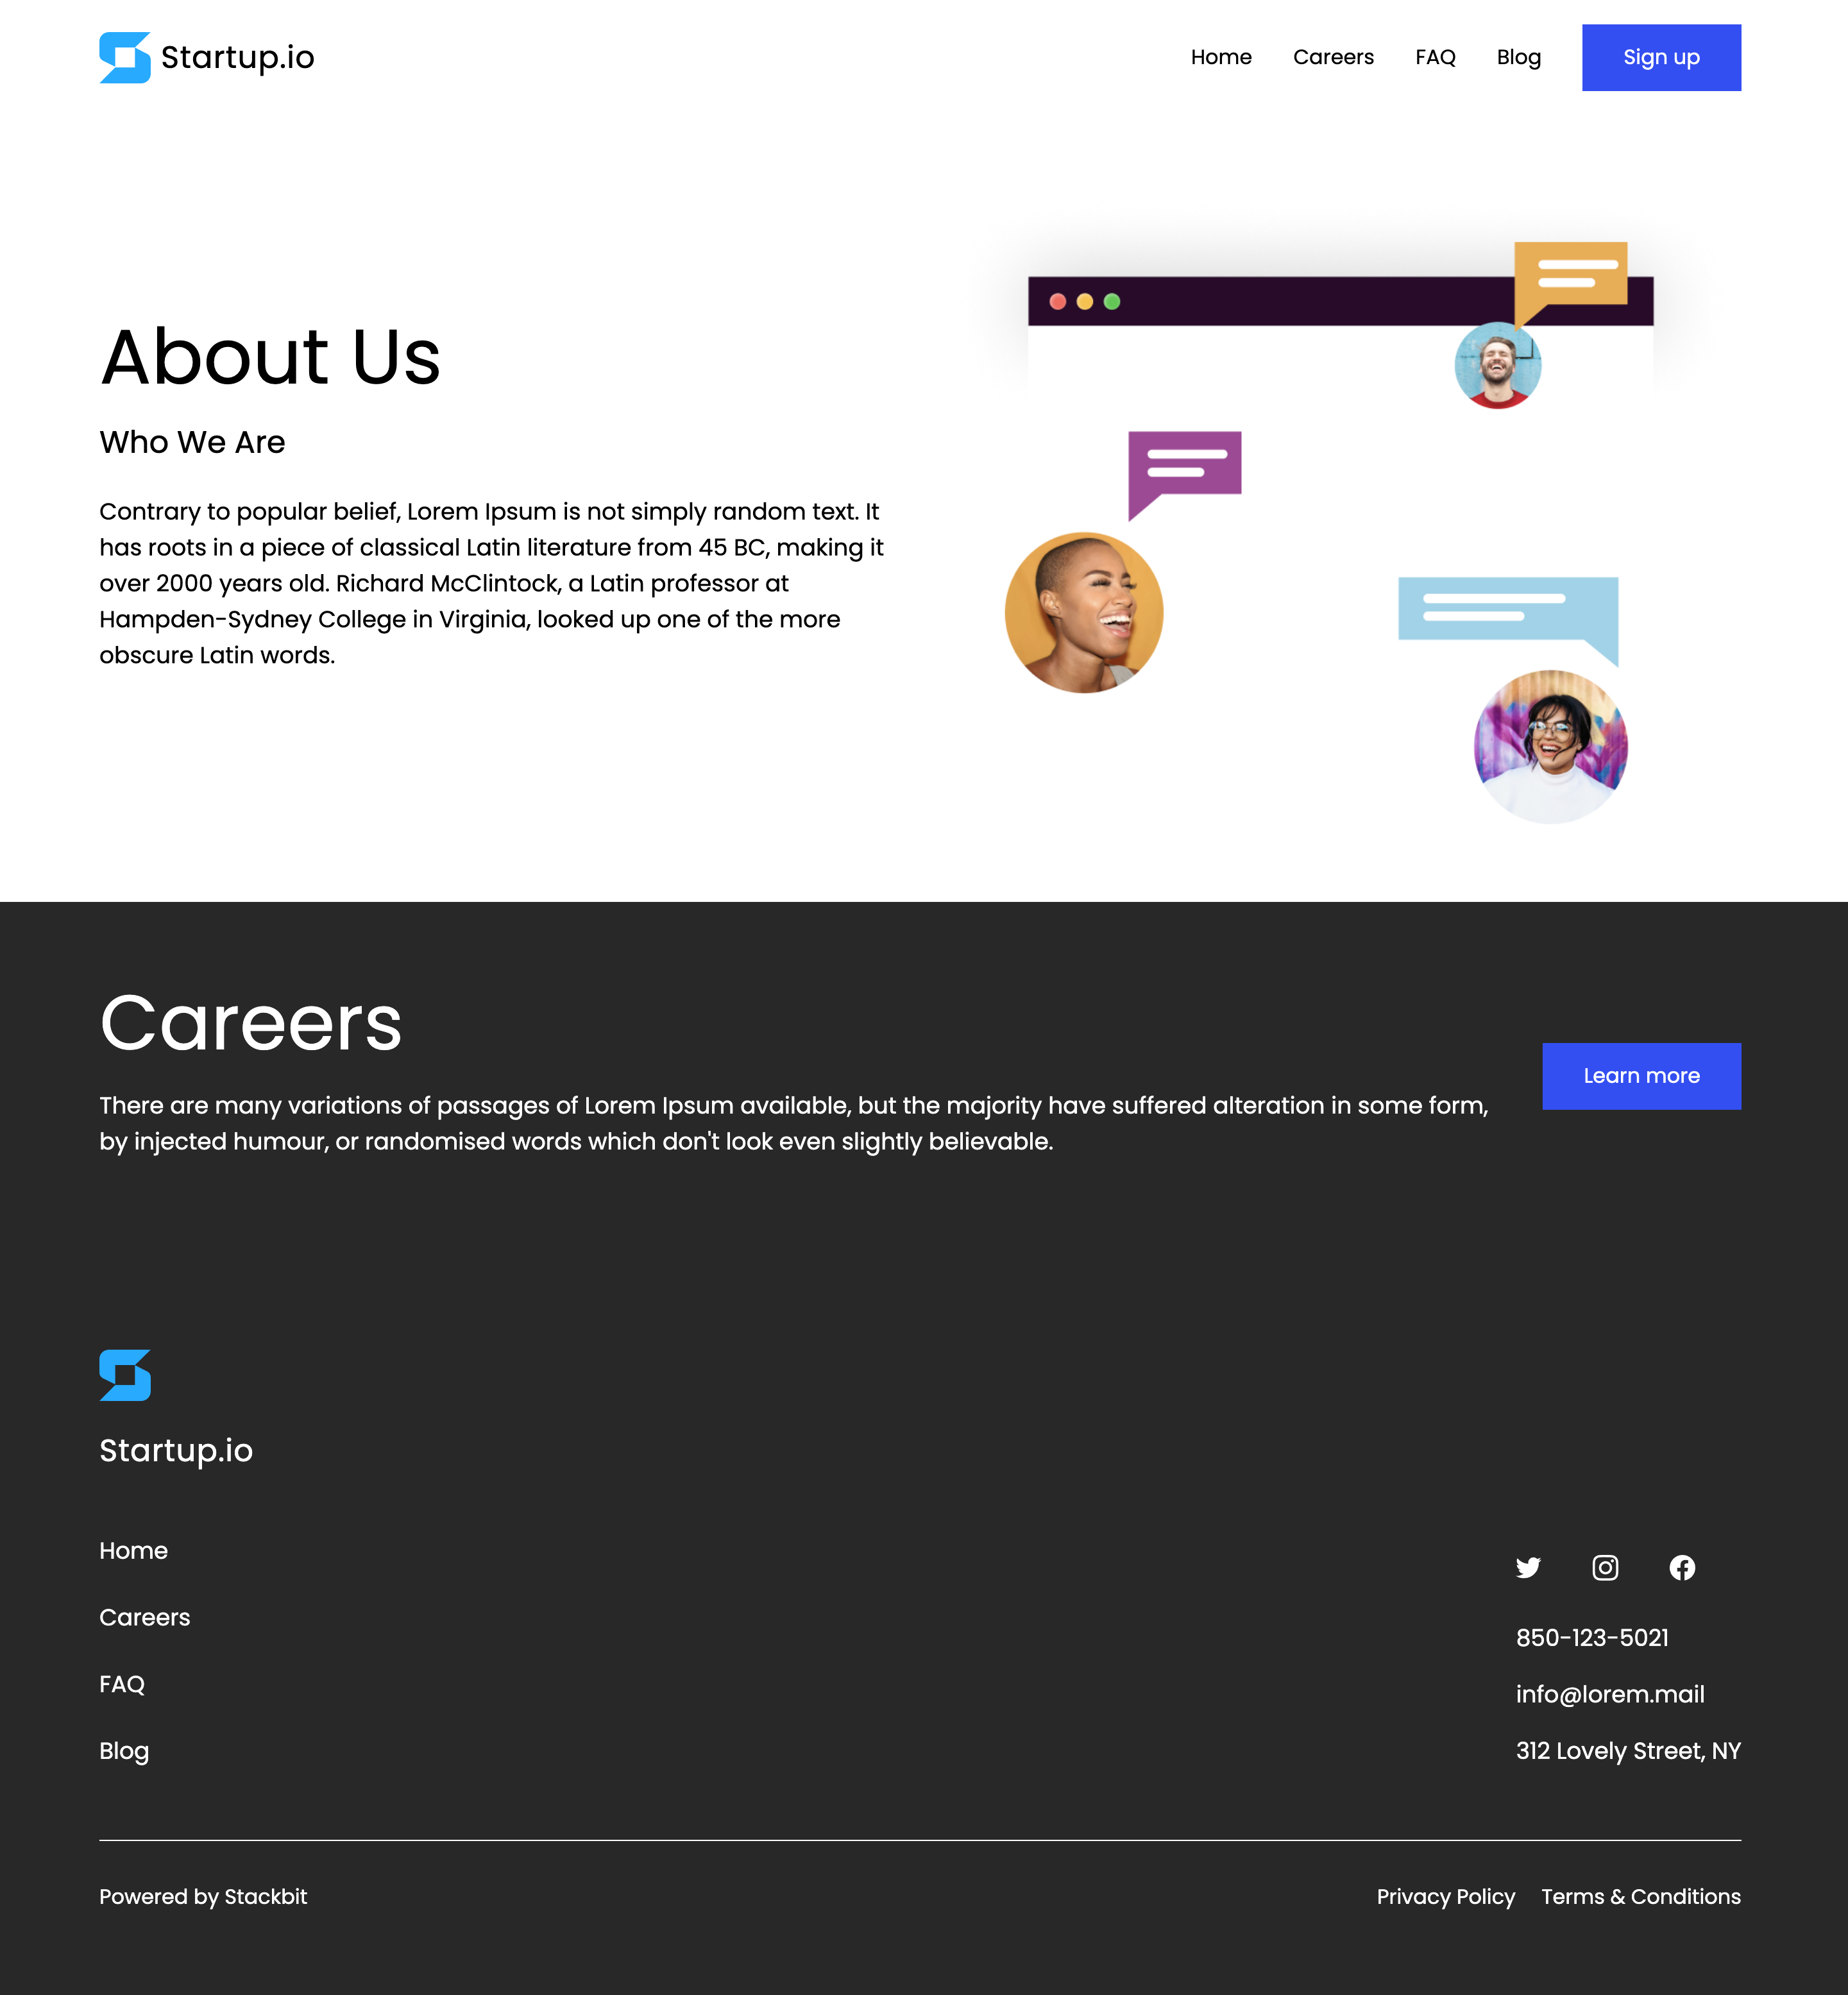 Startup.io
Home Careers FAQ Blog Sign up
About Us
Who We Are
Contrary to popular belief, Lorem Ipsum is not simply random text. It
has roots in a piece of classical Latin literature from 45 BC, making it
over 2000 years old. Richard McClintock, a Latin professor at
Hampden-Sydney College in Virginia, looked up one of the more
obscure Latin words.
Careers
There are many variations of passages of Lorem Ipsum available, but the majority have suffered alteration in some form,
by injected humour, or randomised words which don't look even slightly believable.
Learn more
Startup.io
Home
Careers
FAQ
Blog
850-123-5021
info@lorem.mail
312 Lovely Street, NY
Powered by Stackbit
Privacy Policy Terms & Conditions